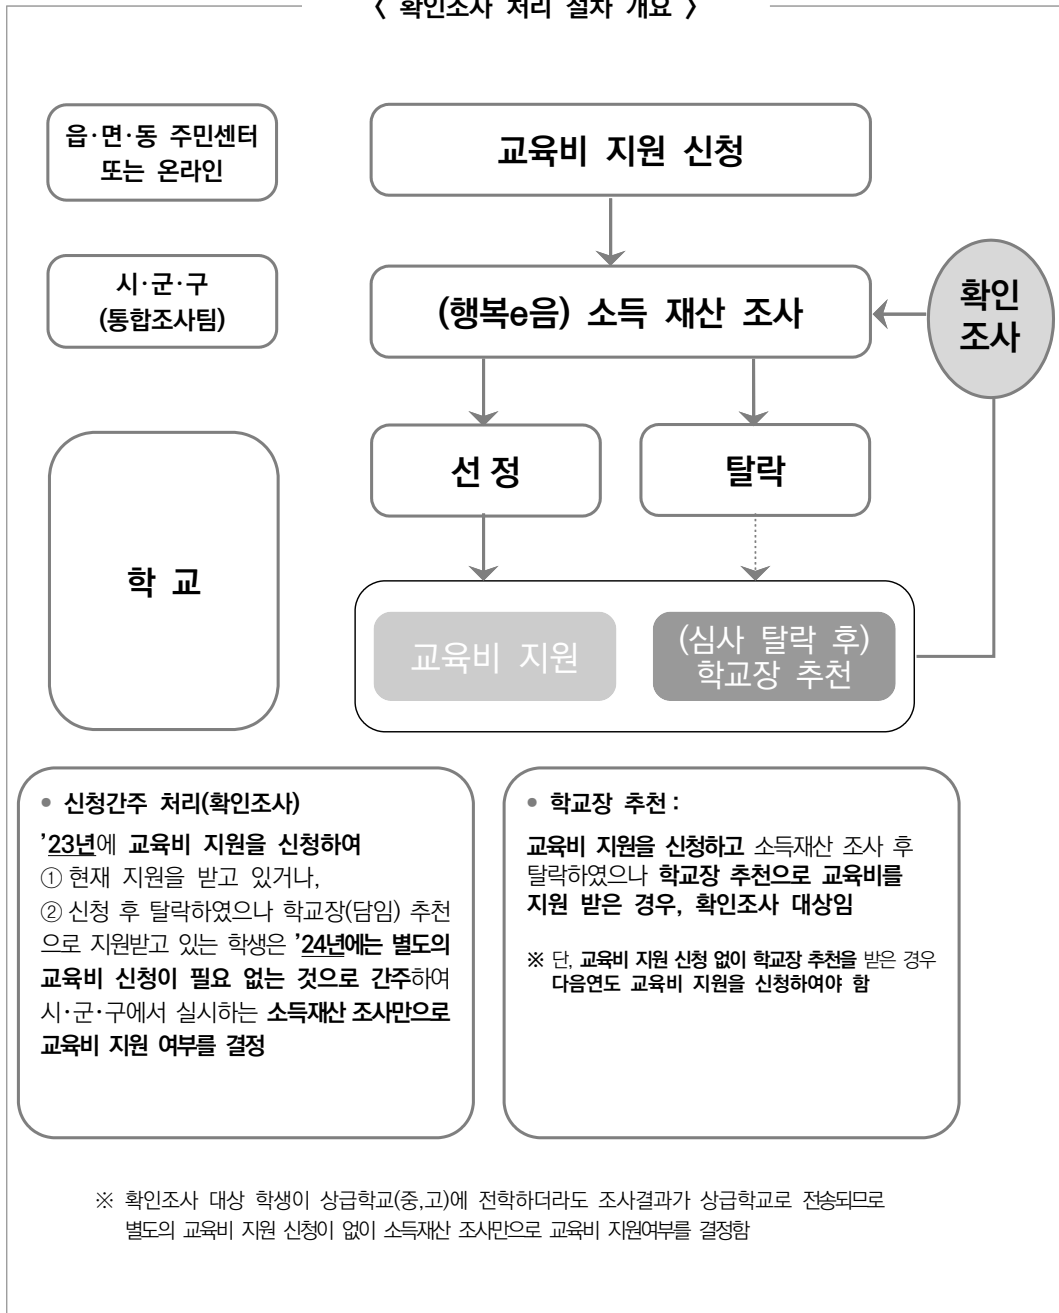 < 확인조사 처리 절차 개요 >
읍·면·동 주민센터
또는 온라인
교육비 지원 신청
시·군·구
(통합조사팀)
(행복e음) 소득 재산 조사
확인
조사
선 정
탈락
학 교
교육비 지원
(심사 탈락 후)
학교장 추천
• 신청간주 처리(확인조사)
'23년에 교육비 지원을 신청하여
① 현재 지원을 받고 있거나,
② 신청 후 탈락하였으나 학교장(담임) 추천
으로 지원받고 있는 학생은 '24년에는 별도의
교육비 신청이 필요 없는 것으로 간주하여
시·군·구에서 실시하는 소득재산 조사만으로
교육비 지원 여부를 결정
• 학교장 추천 :
교육비 지원을 신청하고 소득재산 조사 후
탈락하였으나 학교장 추천으로 교육비를
지원 받은 경우, 확인조사 대상임
※ 단, 교육비 지원 신청 없이 학교장 추천을 받은 경우
다음연도 교육비 지원을 신청하여야 함
※ 확인조사 대상 학생이 상급학교(중,고)에 전학하더라도 조사결과가 상급학교로 전송되므로
별도의 교육비 지원 신청이 없이 소득재산 조사만으로 교육비 지원여부를 결정함